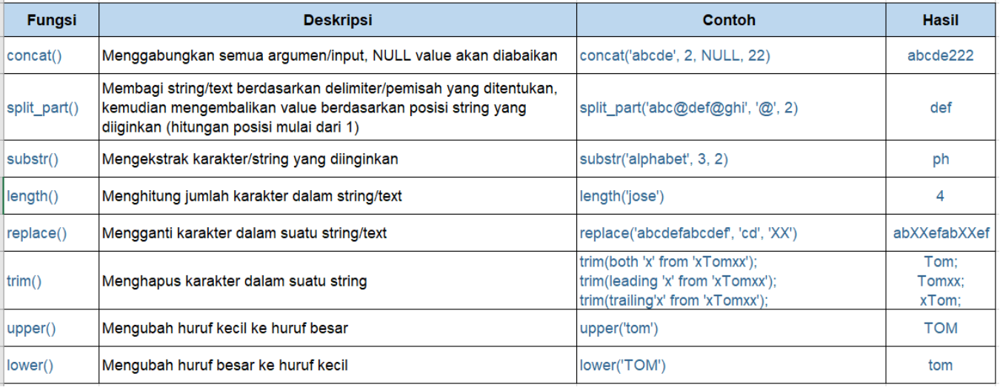 Fungsi Deskripsi Contoh Hasil
concat() Menggabungkan semua argumen/input, NULL value akan diabaikan concat('abcde', 2, NULL, 22) abcde222
Membagi string/text berdasarkan delimiter/pemisah yang ditentukan,
split_part() kemudian mengembalikan value berdasarkan posisi string yang split_part('abc@def@ghi', '@', 2) def
diiginkan (hitungan posisi mulai dari 1)
substr() Mengekstrak karakter/string yang diinginkan substr('alphabet', 3, 2) ph
length() Menghitung jumlah karakter dalam string/text length('jose') 4
replace() Mengganti karakter dalam suatu string/text replace('abcdefabcdef', 'cd', 'XX') abXXefabXXef
trim(both 'x' from 'xTomxx'); Tom;
trim() Menghapus karakter dalam suatu string trim(leading 'x' from 'xTomxx'); Tomxx;
trim(trailing'x' from 'xTomxx'); xTom;
upper() Mengubah huruf kecil ke huruf besar upper('tom') TOM
lower() Mengubah huruf besar ke huruf kecil lower('TOM') tom